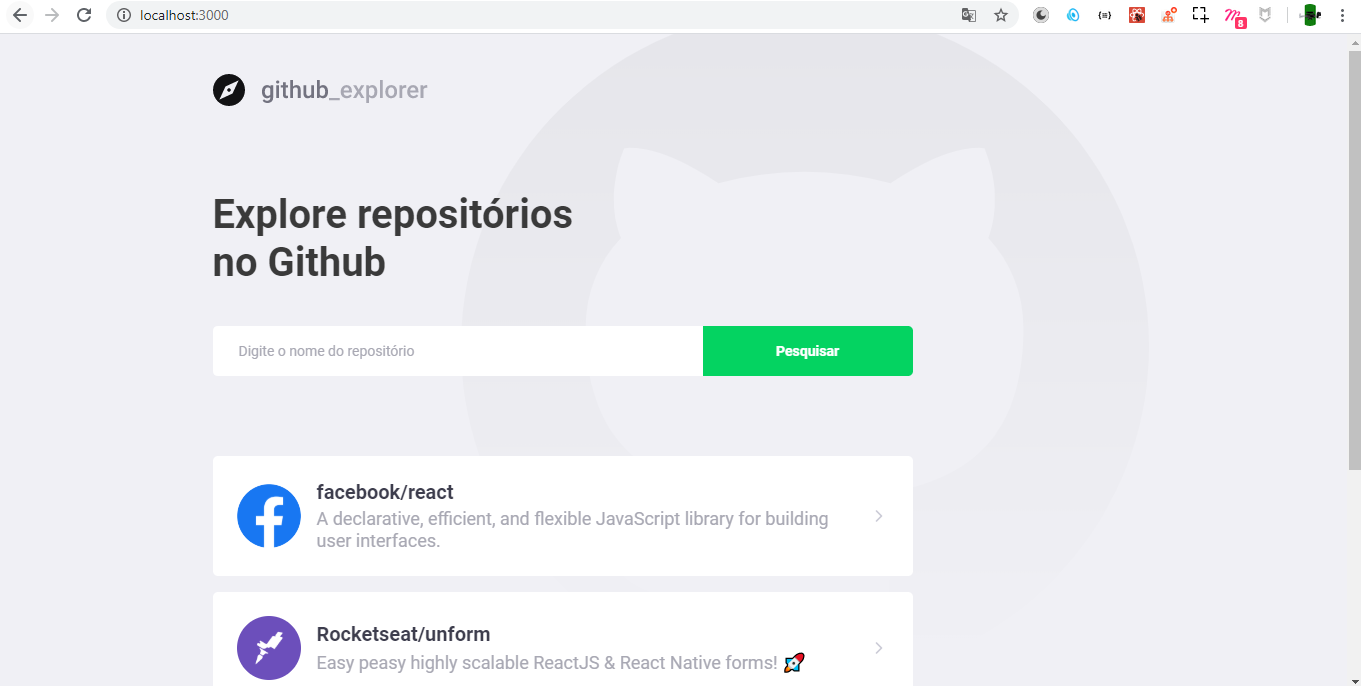 localhost:3000
8
github_explorer
Explore repositórios
no Github
Digite o nome do repositório
Pesquisar
facebook/react
A declarative, efficient, and flexible JavaScript library for building
user interfaces.
Rocketseat/unform
Easy peasy highly scalable ReactJS & React Native forms! 🚀